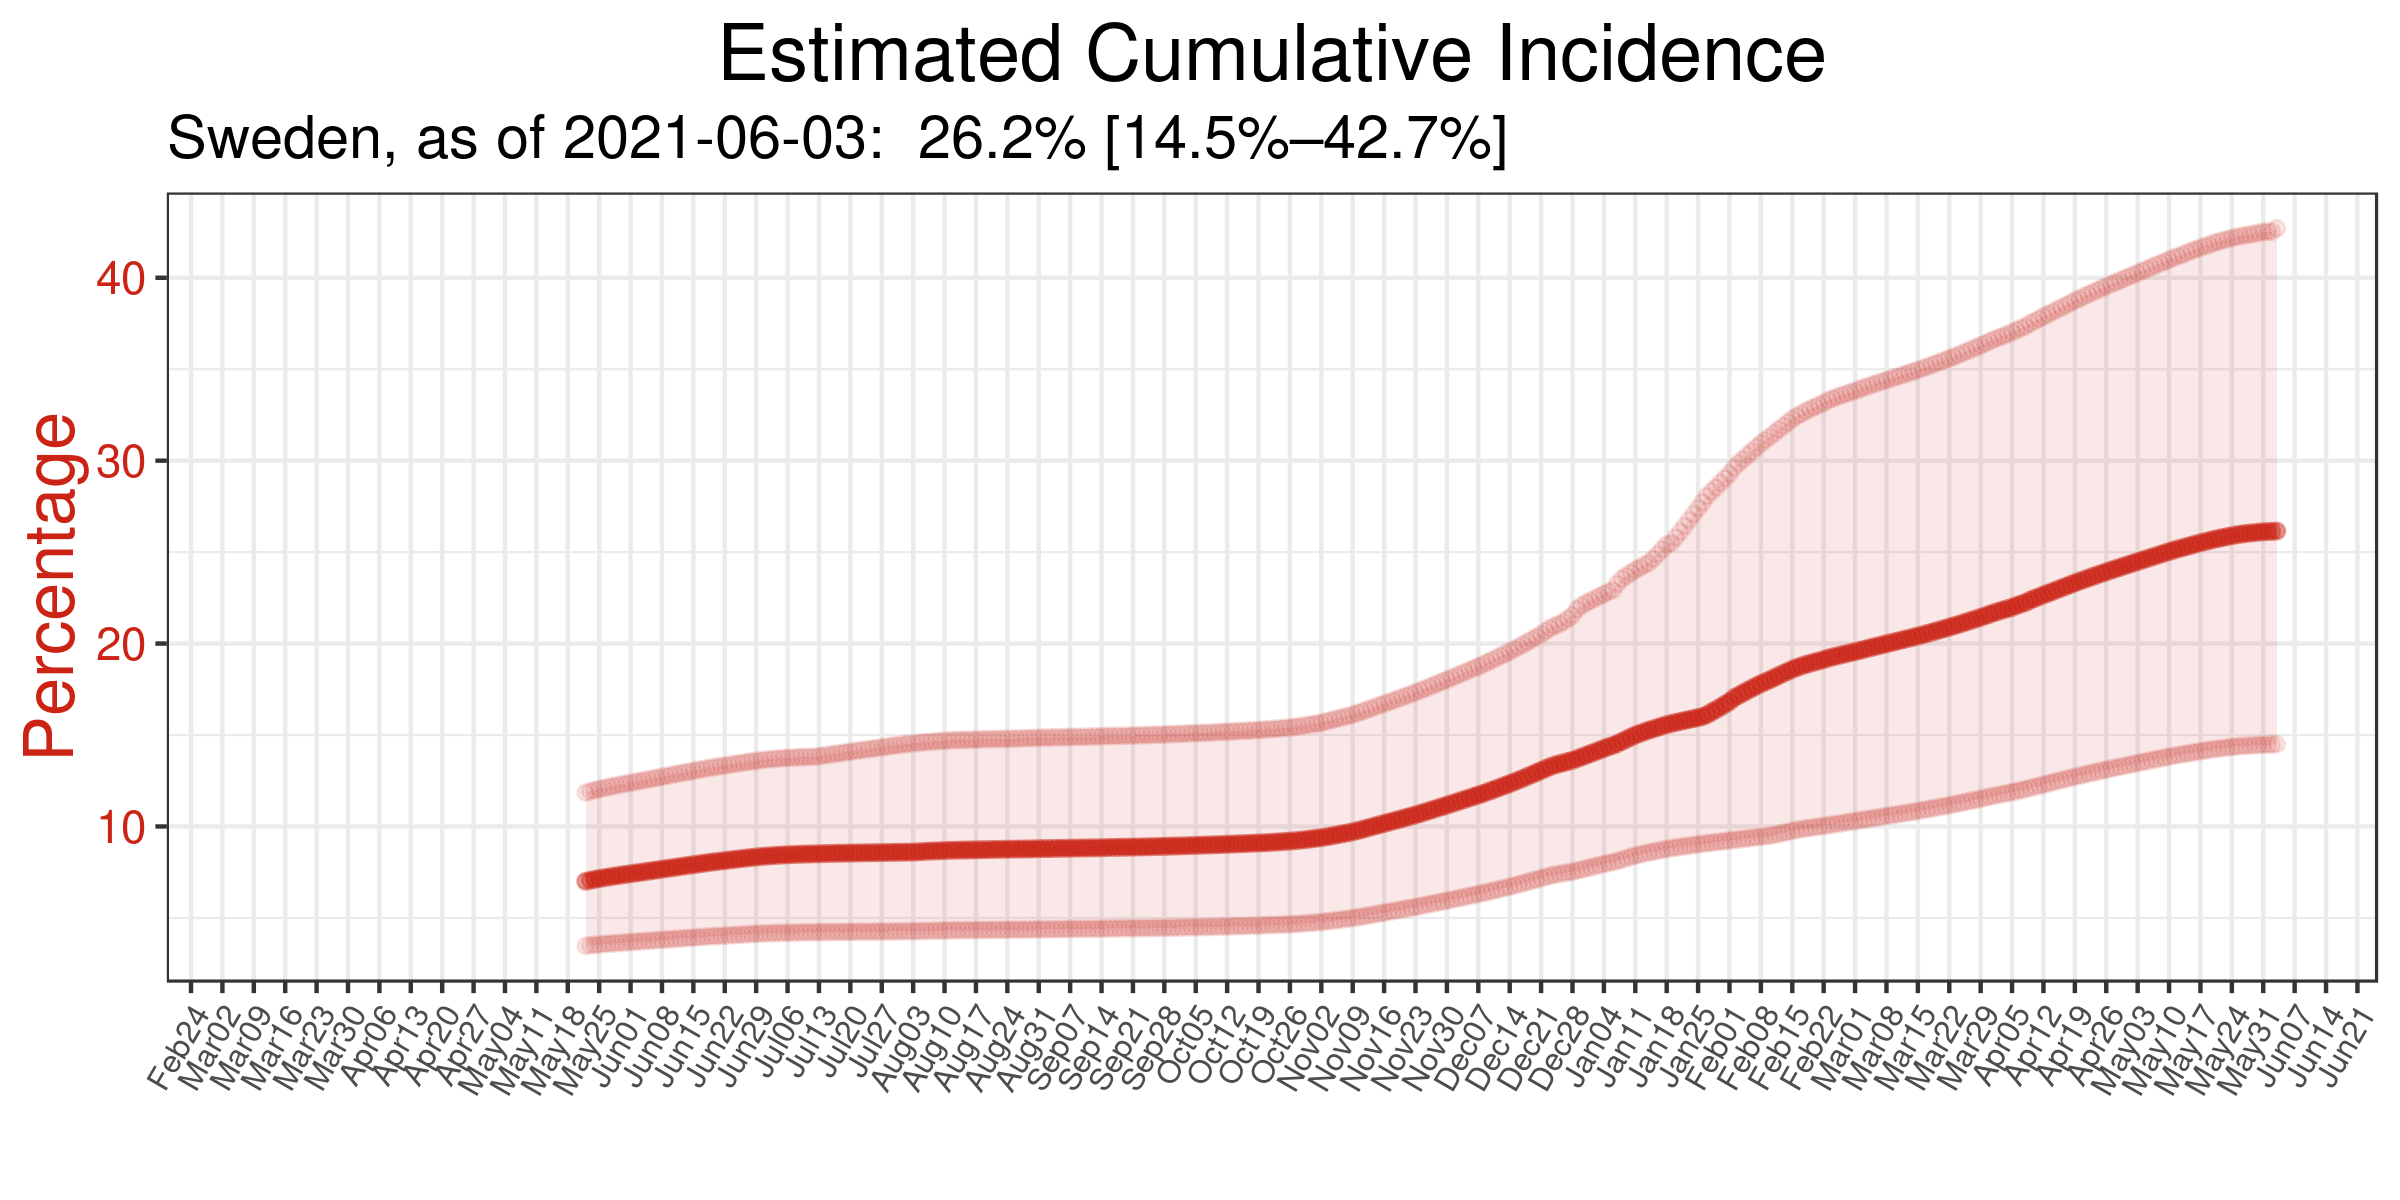 Estimated Cumulative Incidence
Sweden, as of 2021-06-03:  26.2% [14.5%–42.7%]
Percentage
40
30
20
10
Feb24
Mar02
Mar09
Mar16
Mar23
Mar30
Apr06
Apr13
Apr20
Apr27
May04
May11
May18
May25
Jun01
Jun08
Jun15
Jun22
Jun29
Jul06
Jul13
Jul20
Jul27
Aug03
Aug10
Aug17
Aug24
Aug31
Sep07
Sep14
Sep21
Sep28
Oct05
Oct12
Oct19
Oct26
Nov02
Nov09
Nov16
Nov23
Nov30
Dec07
Dec14
Dec21
Dec28
Jan04
Jan11
Jan18
Jan25
Feb01
Feb08
Feb15
Feb22
Mar01
Mar08
Mar15
Mar22
Mar29
Apr05
Apr12
Apr19
Apr26
May03
May10
May17
May24
May31
Jun07
Jun14
Jun21